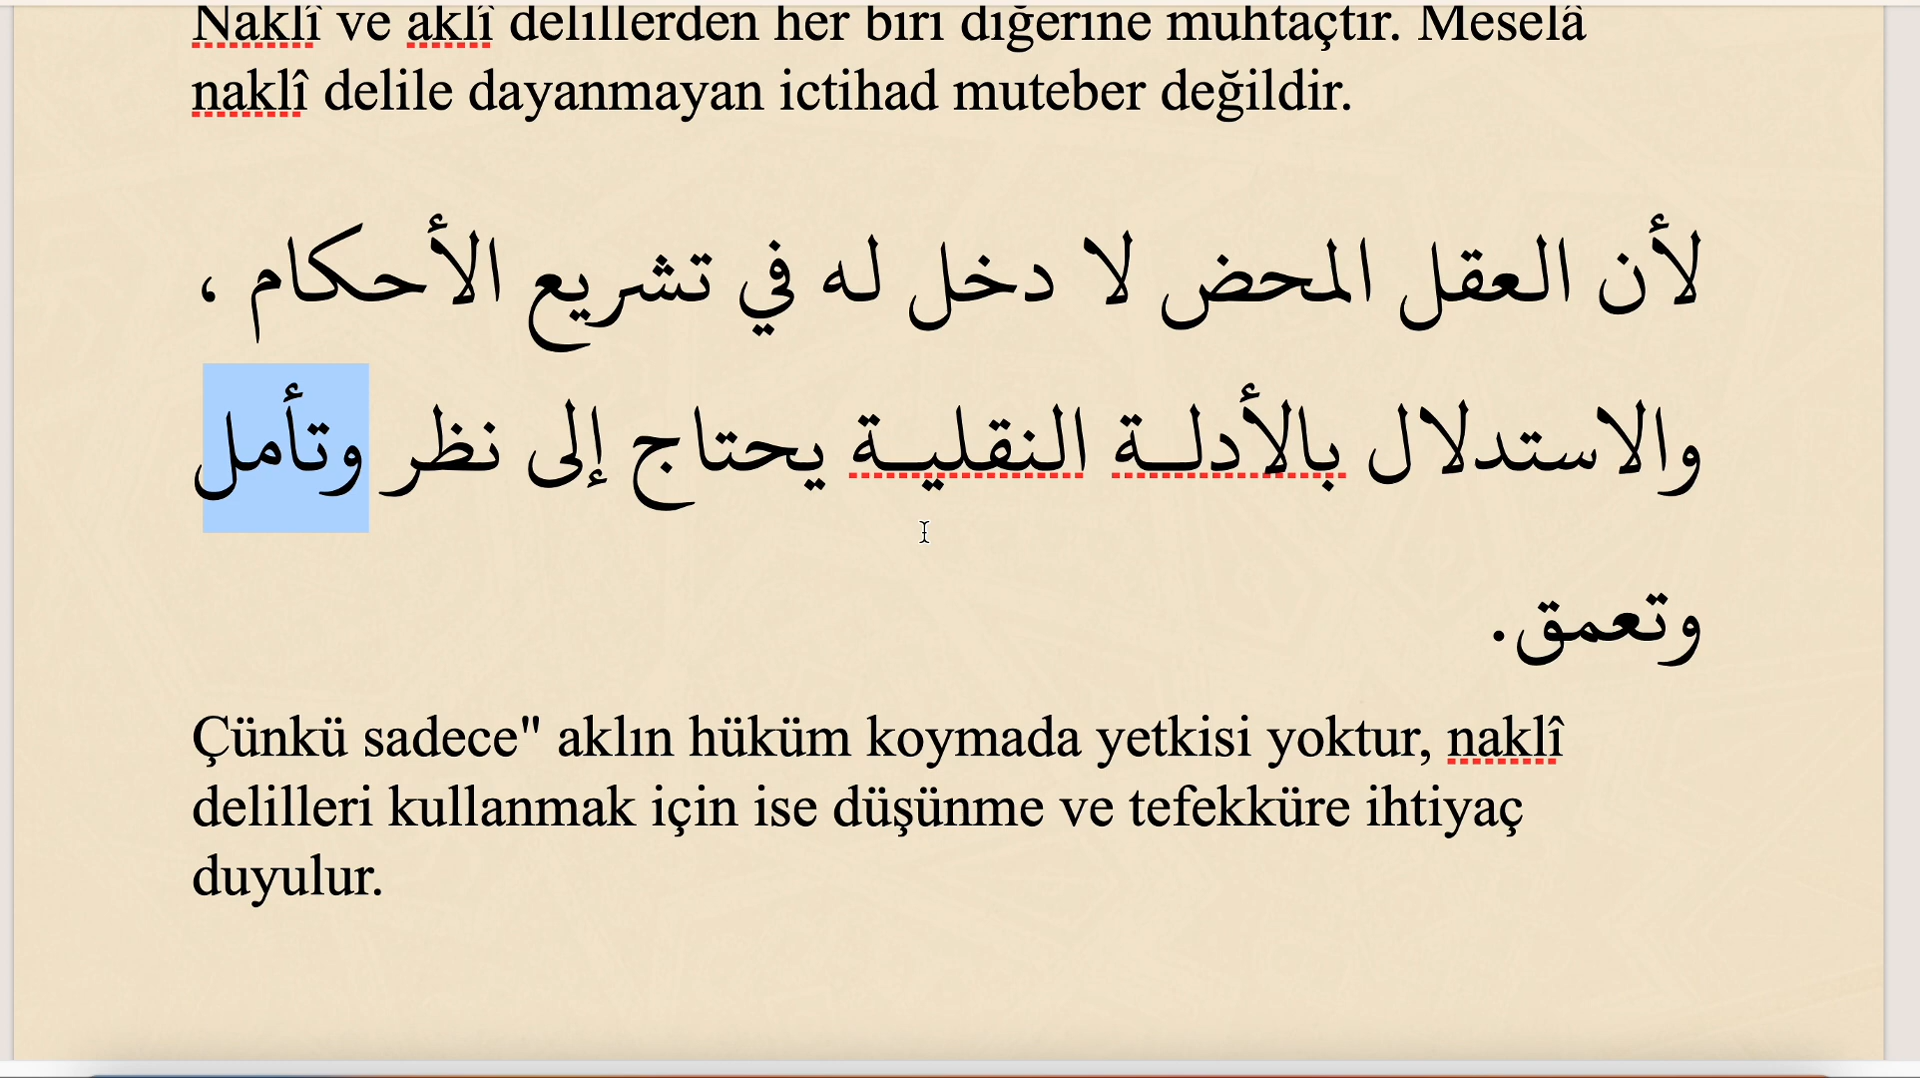 Naklî ve aklî delillerden her biri diğerine muhtaçtır. Meselâ
naklî delile dayanmayan ictihad muteber değildir.
لأن العقل المحض لا دخل له في تشريع الأحكام ،
والاستدلال بالأدلــة النقليــة يحتاج إلى نظر وتأمل
وتعمق.
Çünkü sadece" aklın hüküm koymada yetkisi yoktur, naklî
delilleri kullanmak için ise düşünme ve tefekküre ihtiyaç
duyulur.